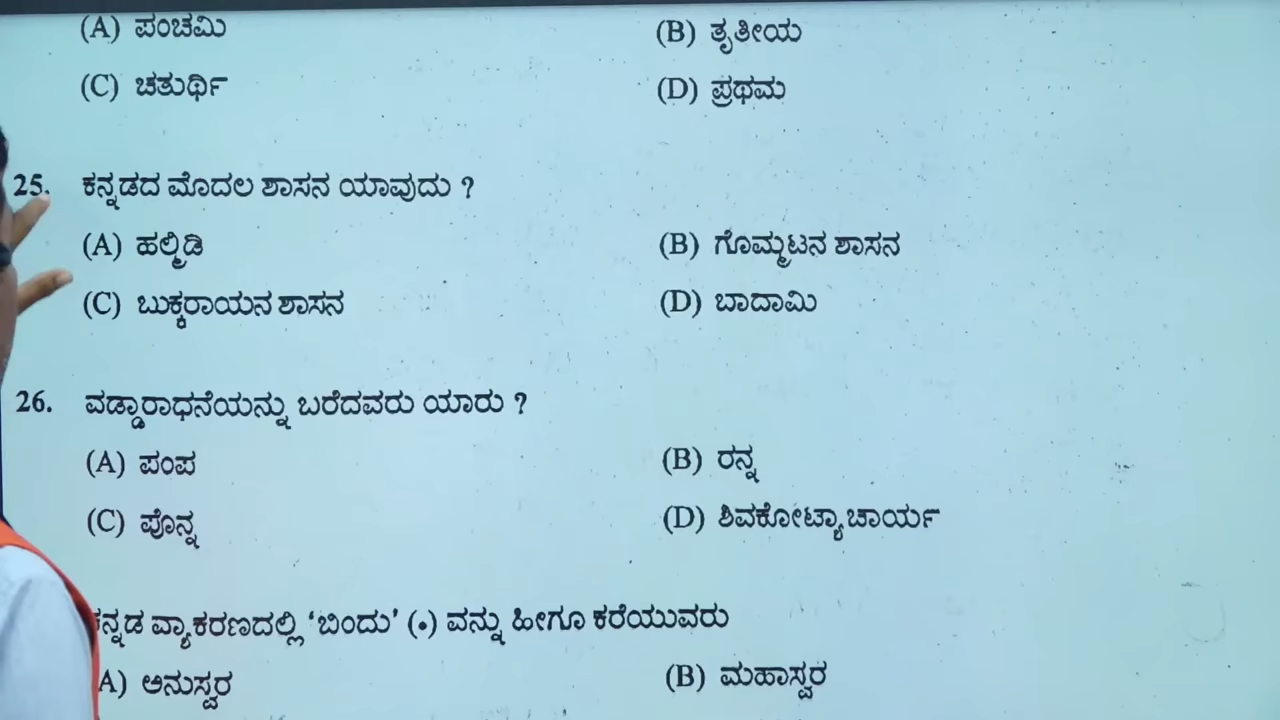 (A) ಪಂಚಮಿ (B) ತೃತೀಯ
(C) ಚತುರ್ಥಿ (D) ಪ್ರಥಮ
25. ಕನ್ನಡದ ಮೊದಲ ಶಾಸನ ಯಾವುದು ?
(A) ಹಲ್ಮಿಡಿ (B) ಗೊಮ್ಮಟನ ಶಾಸನ
(C) ಬುಕ್ಕರಾಯನ ಶಾಸನ (D) ಬಾದಾಮಿ
26. ವಡ್ಡಾರಾಧನೆಯನ್ನು ಬರೆದವರು ಯಾರು ?
(A) ಪಂಪ (B) ರನ್ನ
(C) ಪೊನ್ನ (D) ಶಿವಕೋಟ್ಯಾಚಾರ್ಯ
ಕನ್ನಡ ವ್ಯಾಕರಣದಲ್ಲಿ ‘ಬಿಂದು’ (•) ವನ್ನು ಹೀಗೂ ಕರೆಯುವರು
A) ಅನುಸ್ವರ (B) ಮಹಾಸ್ವರ